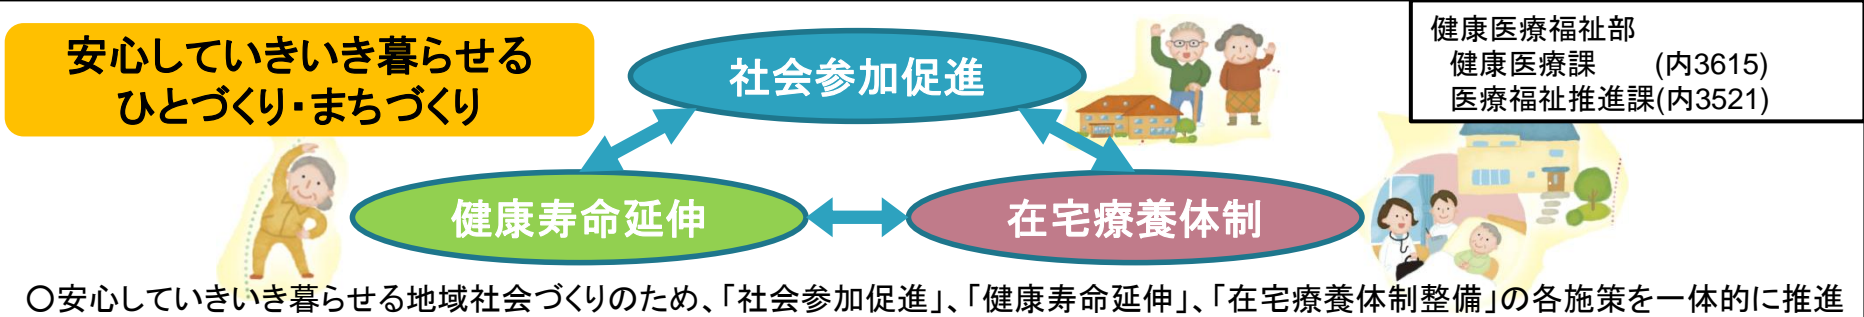 安心していきいき暮らせる
ひとづくり・まちづくり
社会参加促進
健康医療福祉部
健康医療課　　(内3615)
医療福祉推進課(内3521)
健康寿命延伸
在宅療養体制
〇安心していきいき暮らせる地域社会づくりのため、「社会参加促進」、「健康寿命延伸」、「在宅療養体制整備」の各施策を一体的に推進